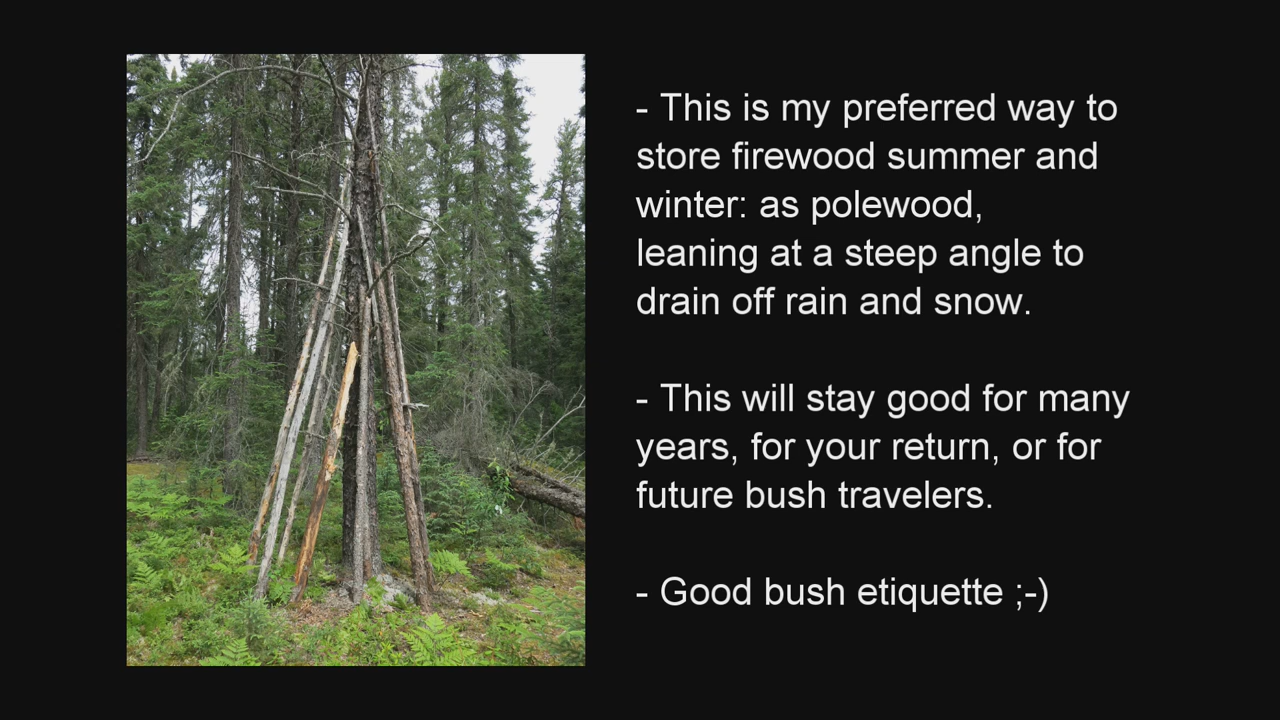 - This is my preferred way to
store firewood summer and
winter: as polewood,
leaning at a steep angle to
drain off rain and snow.
- This will stay good for many
years, for your return, or for
future bush travelers.
- Good bush etiquette ;-)